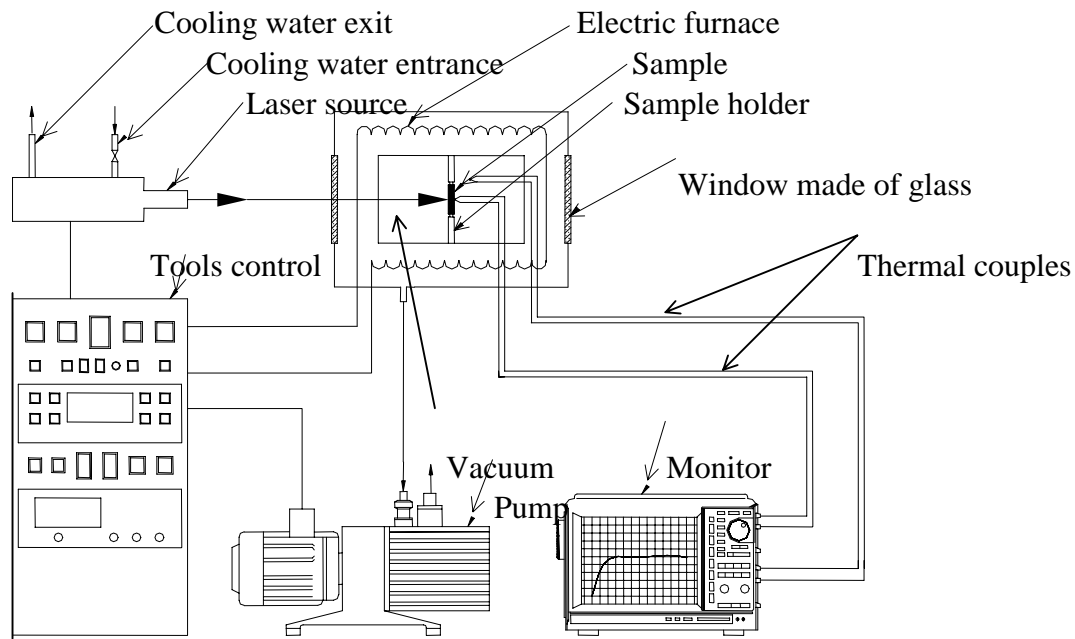 Cooling water exit
Electric furnace
Cooling water entrance
Sample
Laser source
Sample holder
Window made of glass
Tools control
Thermal couples
Vacuum
Pump
Monitor